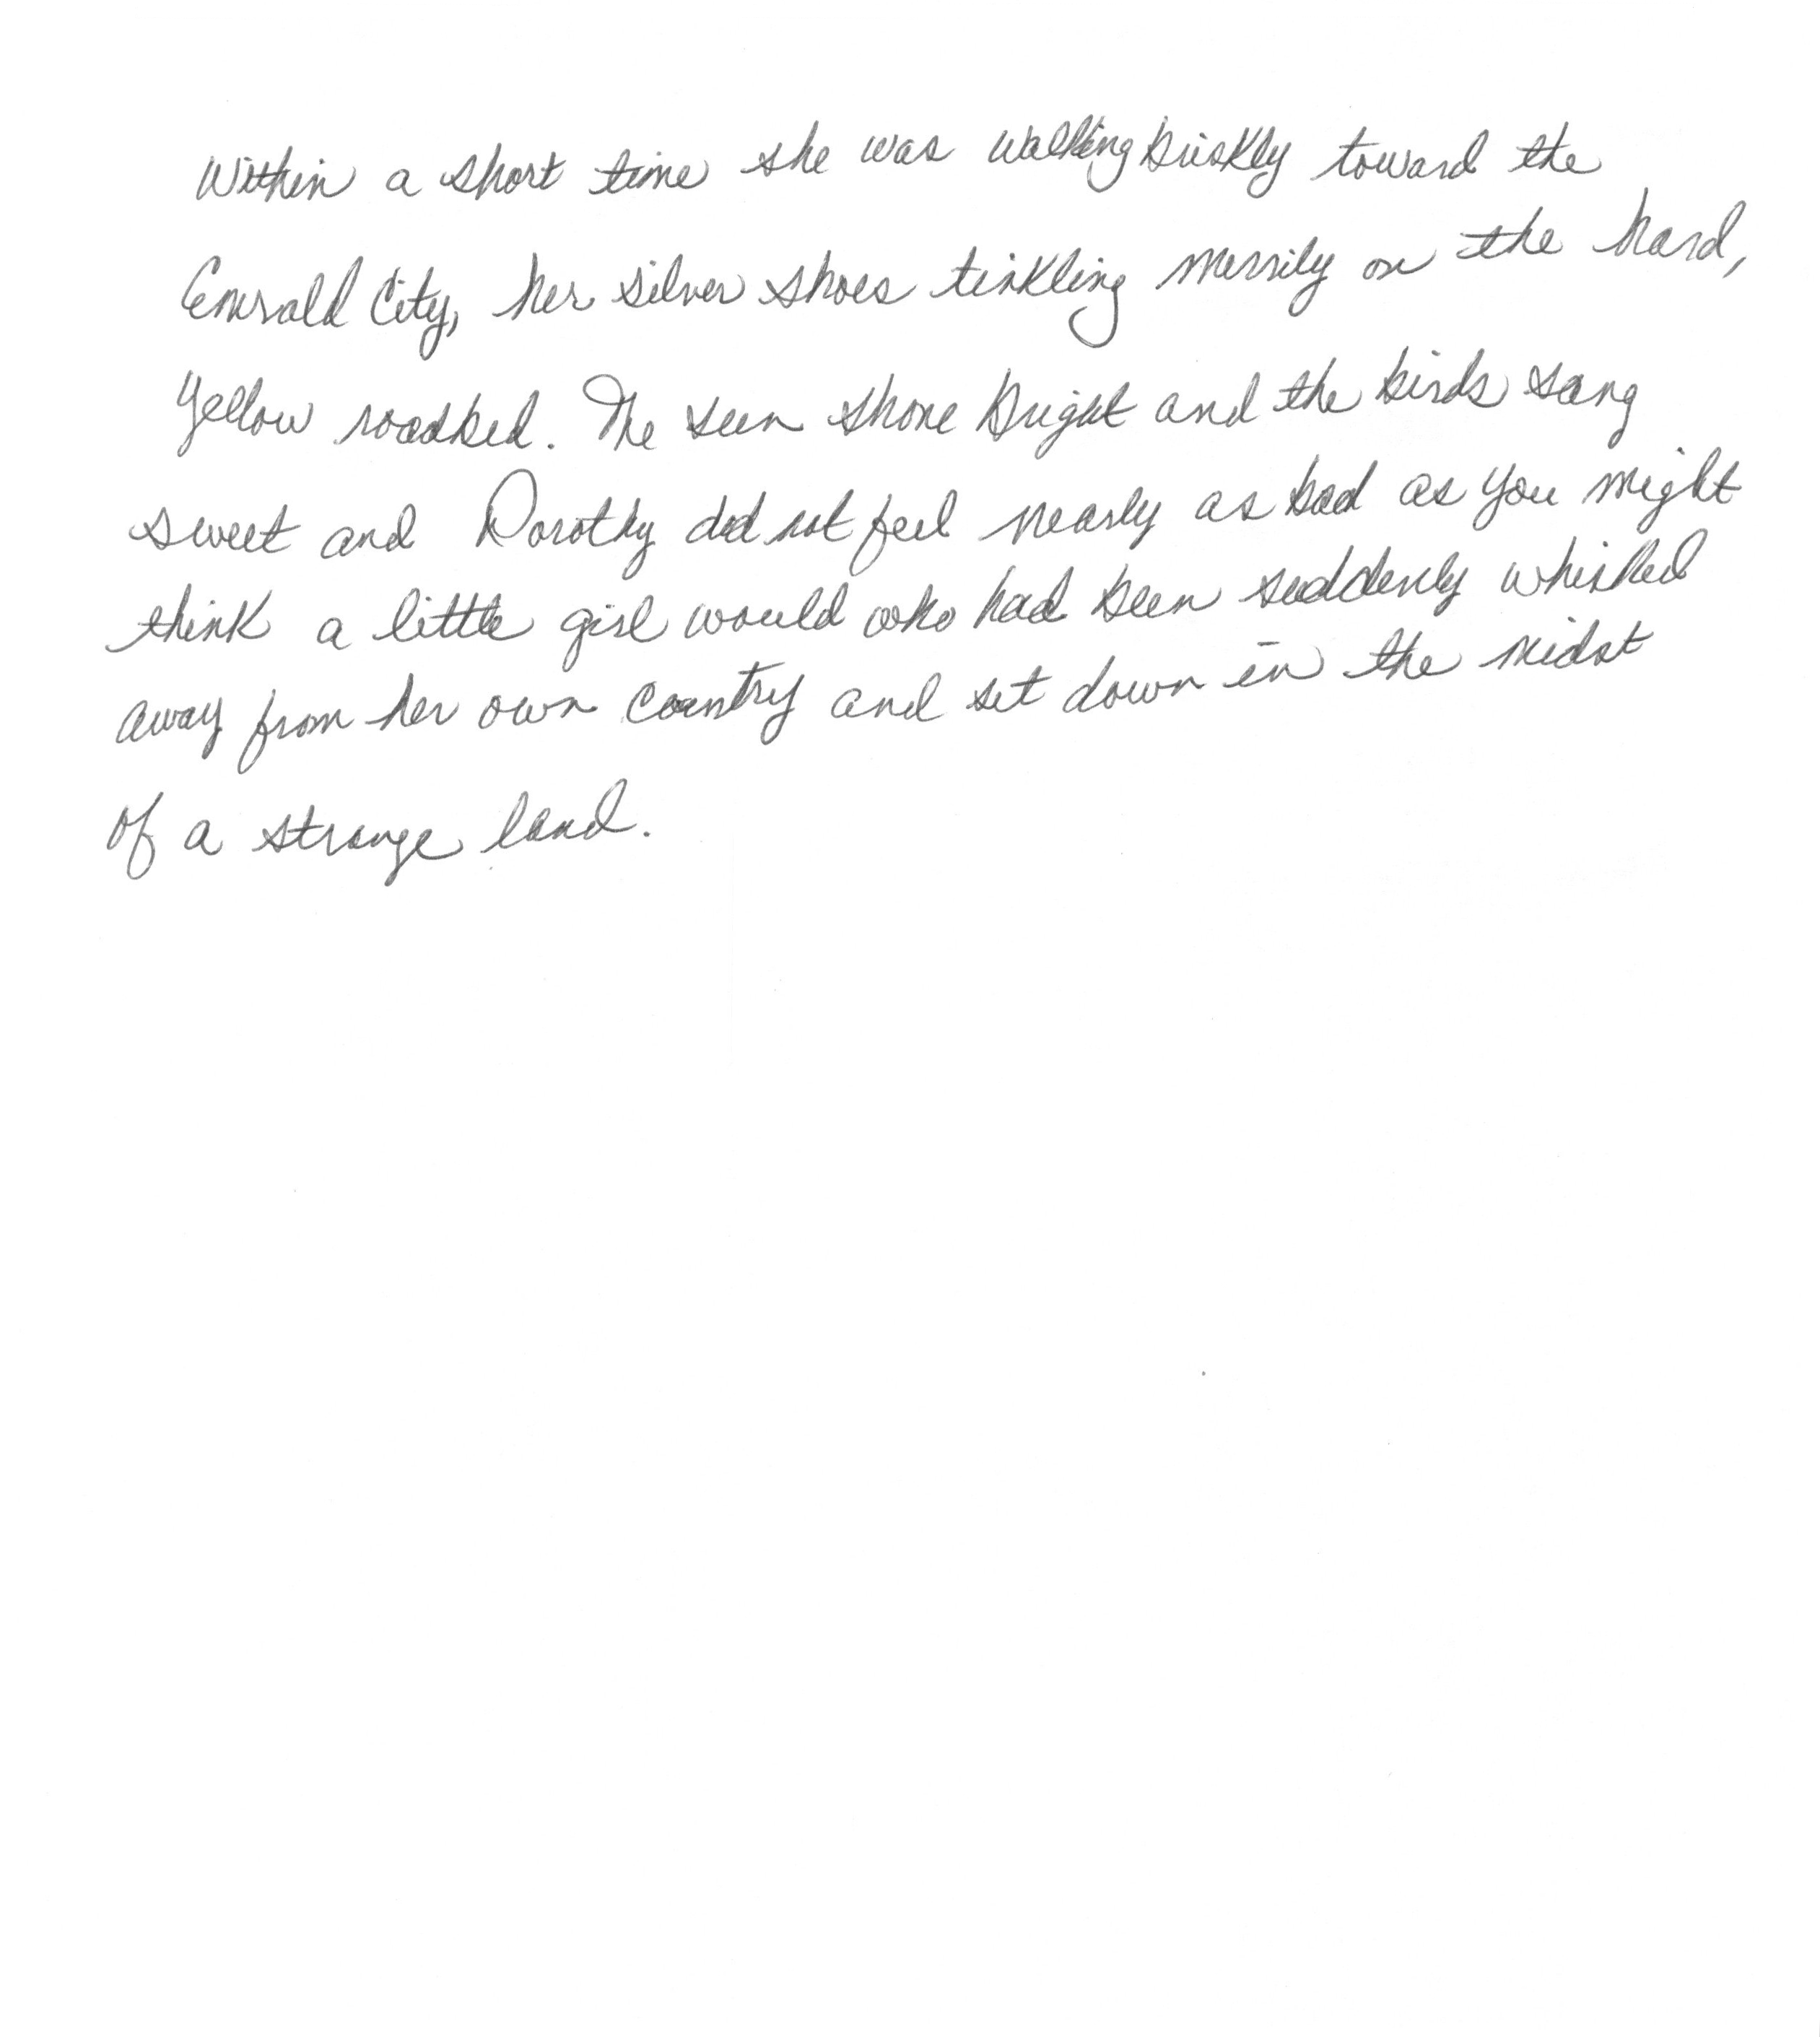 Within a short time she was walking briskly toward the
Emerald City, her silver shoes tinkling merrily on the hard,
yellow roadbed. The sun shone bright and the birds sang
sweet and Dorothy did not feel nearly as bad as you might
think a little girl would who had been suddenly whisked
away from her own country and set down in the midst
of a strange land.